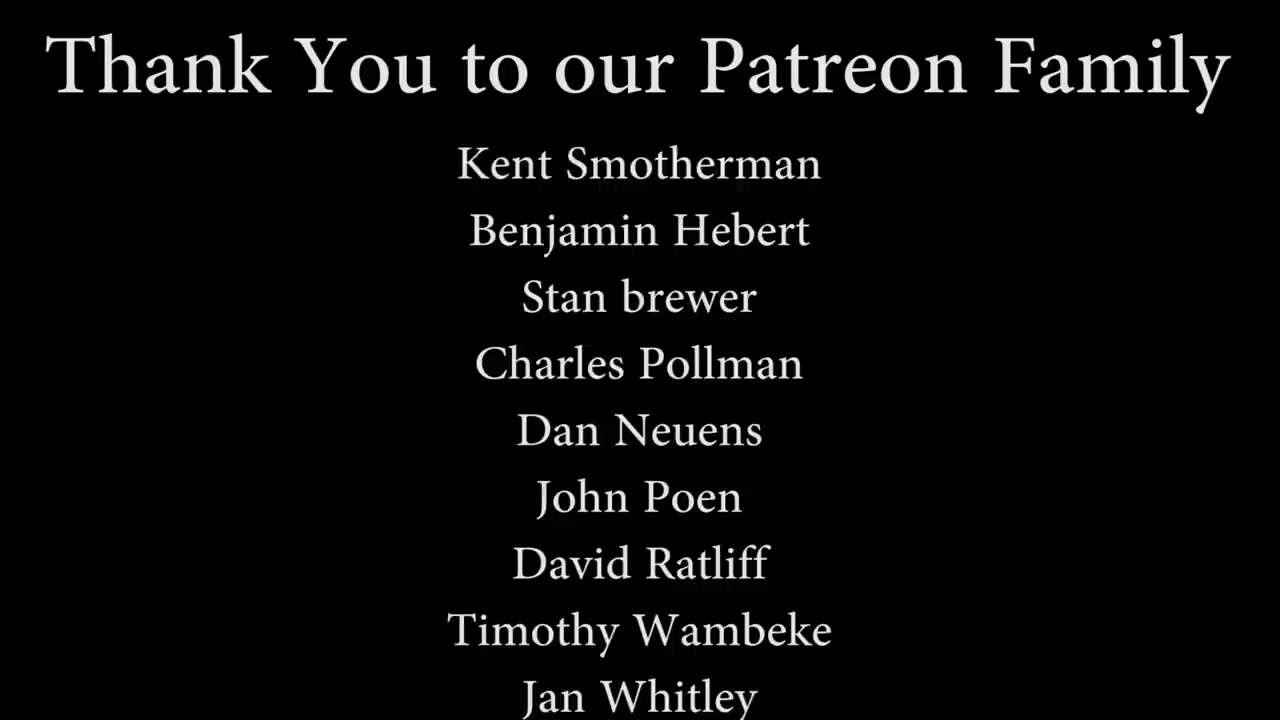 Thank You to our Patreon Family
Kent Smotherman
Benjamin Hebert
Stan brewer
Charles Pollman
Dan Neuens
John Poen
David Ratliff
Timothy Wambeke
Jan Whitley